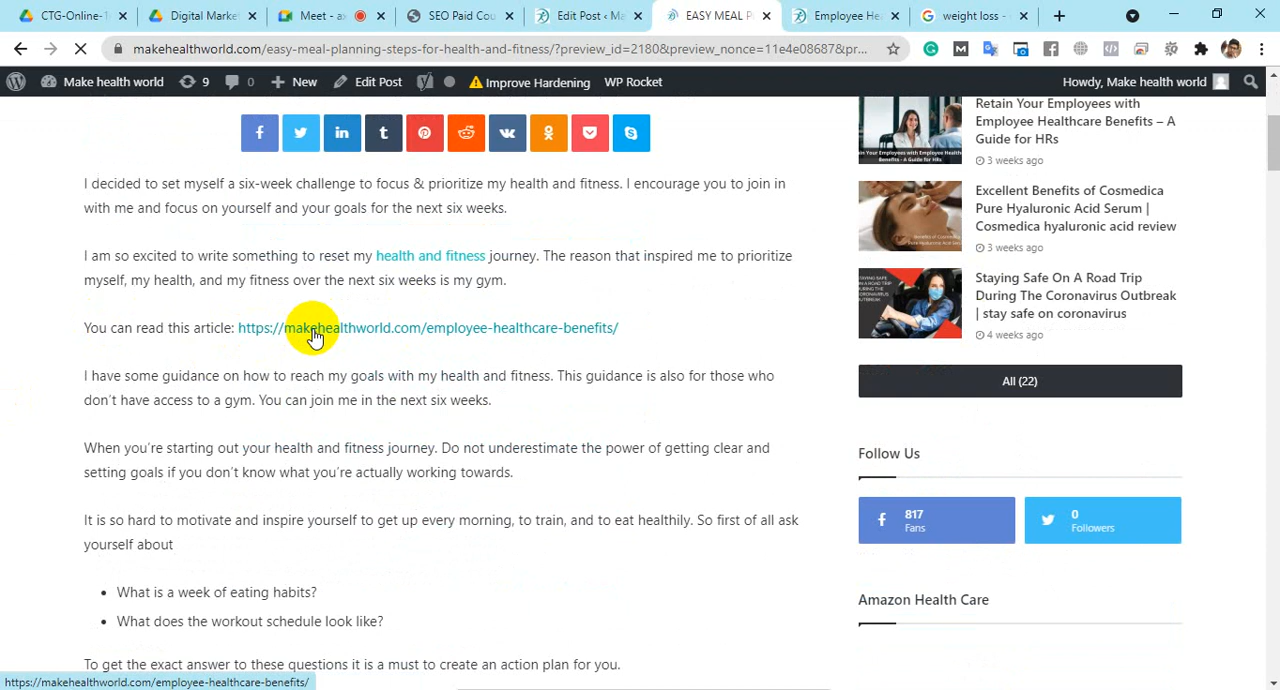 CTG-Online-T
Digital Market
Meet - ax
SEO Paid Cou
Edit Post ‹ Ma
EASY MEAL P
Employee Hea
weight loss -
makehealthworld.com/easy-meal-planning-steps-for-health-and-fitness/?preview_id=2180&preview_nonce=11e4e08687&pr...
Make health world
9
0
New
Edit Post
Improve Hardening
WP Rocket
Howdy, Make health world
I decided to set myself a six-week challenge to focus & prioritize my health and fitness. I encourage you to join in
with me and focus on yourself and your goals for the next six weeks.
I am so excited to use something to reset my health and fitness journey. The reason that inspired me to prioritize
myself, my health, and my fitness over the next six weeks is my gym.
You can read this article https://makehealthworld.com/employee-healthcare-benefits/
I have some guidance on how to reach my goals with my health and fitness. This guidance is also for those who
don't have access to a gym. You can join me in the next six weeks.
When you're starting out your health and fitness journey. Do not underestimate the power of getting clear and
setting goals if you don't know what you're actually working towards.
It is so hard to motivate and inspire yourself to get up every morning, to train, and to eat healthily. So first of all ask
yourself about
What is a week of eating habits?
What does the workout schedule look like?
To get the exact answer to these questions it is a must to create an action plan for you.
Retain Your Employees with
Employee Healthcare Benefits – A
Guide for HRs
3 weeks ago
Excellent Benefits of Cosmedica
Pure Hyaluronic Acid Serum |
Cosmedica hyaluronic acid review
3 weeks ago
Staying Safe On A Road Trip
During The Coronavirus Outbreak
| stay safe on coronavirus
4 weeks ago
All (22)
Follow Us
817
Fans
0
Followers
Amazon Health Care
https://makehealthworld.com/employee-healthcare-benefits/